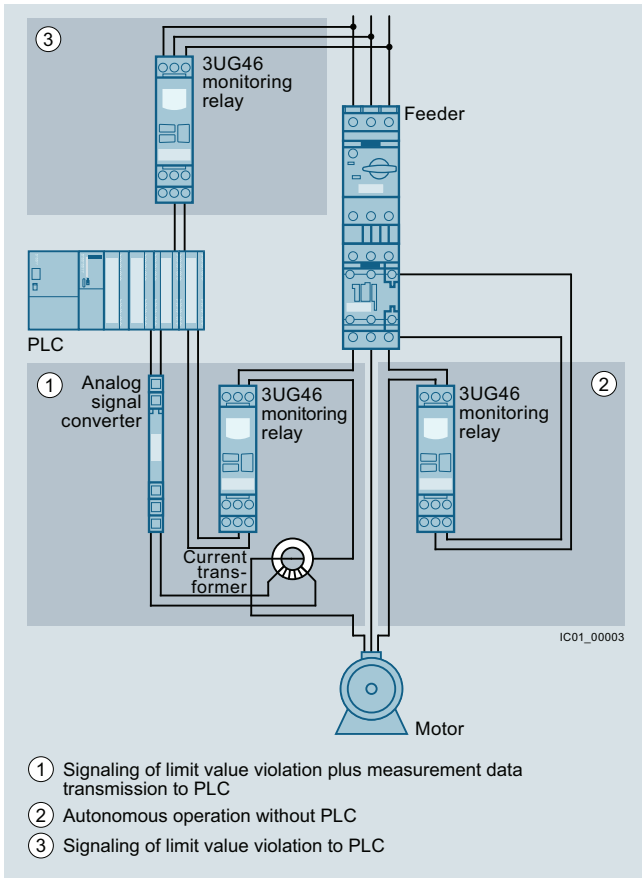 3
3UG46
monitoring
relay
Feeder
PLC
1
Analog
signal
converter
3UG46
monitoring
relay
3UG46
monitoring
relay
2
Current
trans-
former
IC01_00003
Motor
1 Signaling of limit value violation plus measurement data
transmission to PLC
2 Autonomous operation without PLC
3 Signaling of limit value violation to PLC